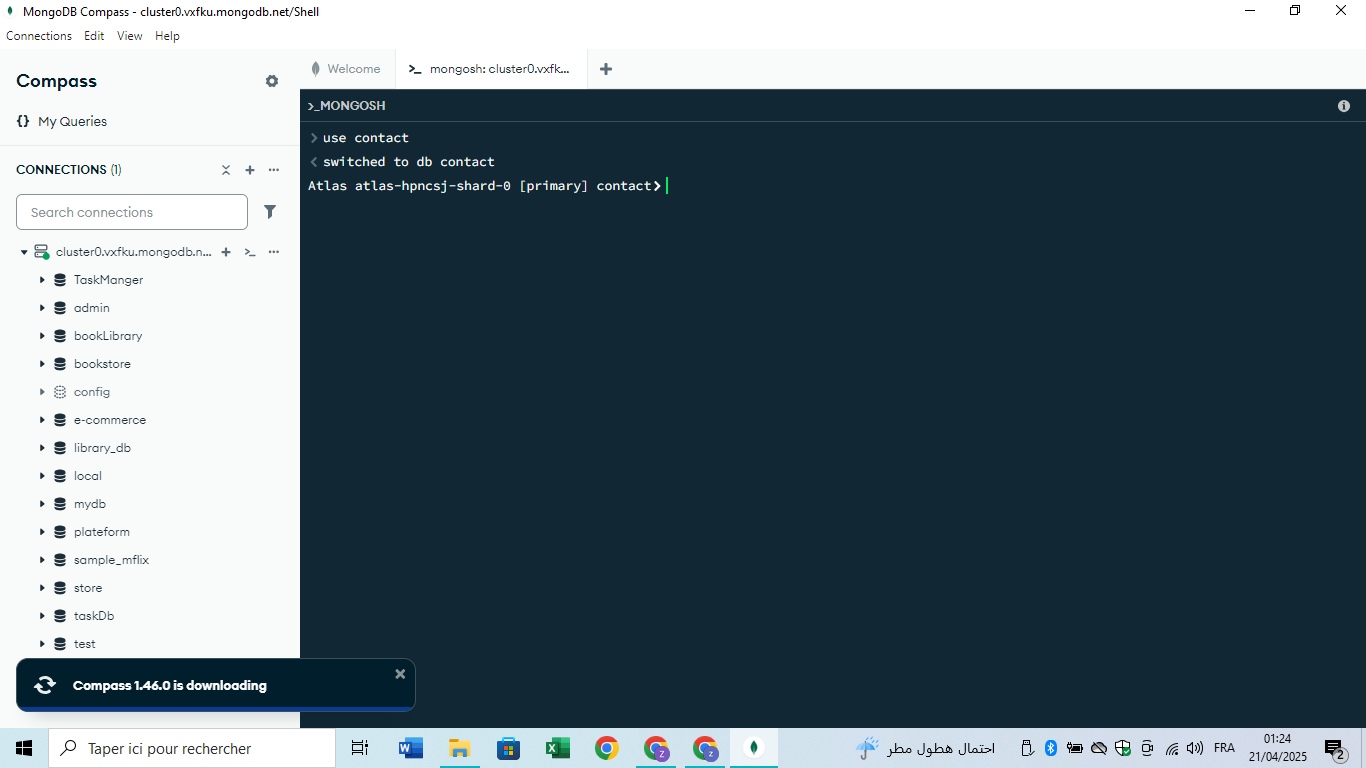 MongoDB Compass - cluster0.vxfku.mongodb.net/Shell
Connections Edit View Help
Compass
{} My Queries
CONNECTIONS (1)
Search connections
cluster0.vxfku.mongodb.n...
TaskManger
admin
bookLibrary
bookstore
config
e-commerce
library_db
local
mydb
plateform
sample_mflix
store
taskDb
test
Compass 1.46.0 is downloading
Welcome
>_ mongosh: cluster0.vxfk...
>_MONGOSH
> use contact
< switched to db contact
Atlas atlas-hpncsj-shard-0 [primary] contact>
Taper ici pour rechercher
احتمال هطول مطر
FRA
01:24
21/04/2025
2